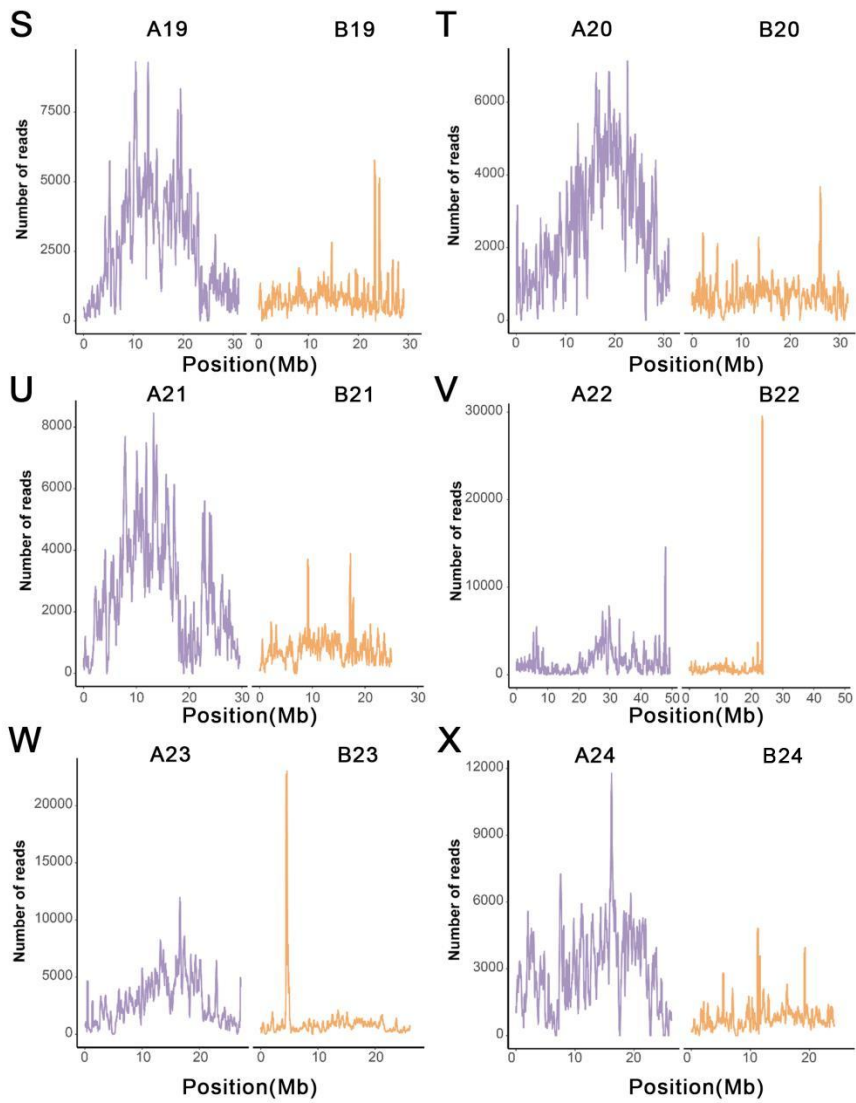 S
A19 B19
Number of reads
7500
5000
2500
0
0 10 20 30 0 10 20 30
Position(Mb)
T
A20 B20
Number of reads
6000
4000
2000
0
0 10 20 30 0 10 20 30
Position(Mb)
U
A21 B21
Number of reads
8000
6000
4000
2000
0
0 10 20 30 0 10 20 30
Position(Mb)
V
A22 B22
Number of reads
30000
20000
10000
0
0 10 20 30 40 50 0 10 20 30 40 50
Position(Mb)
W
A23 B23
Number of reads
20000
15000
10000
5000
0
0 10 20 0 10 20
Position(Mb)
X
A24 B24
Number of reads
12000
9000
6000
3000
0
0 10 20 0 10 20
Position(Mb)